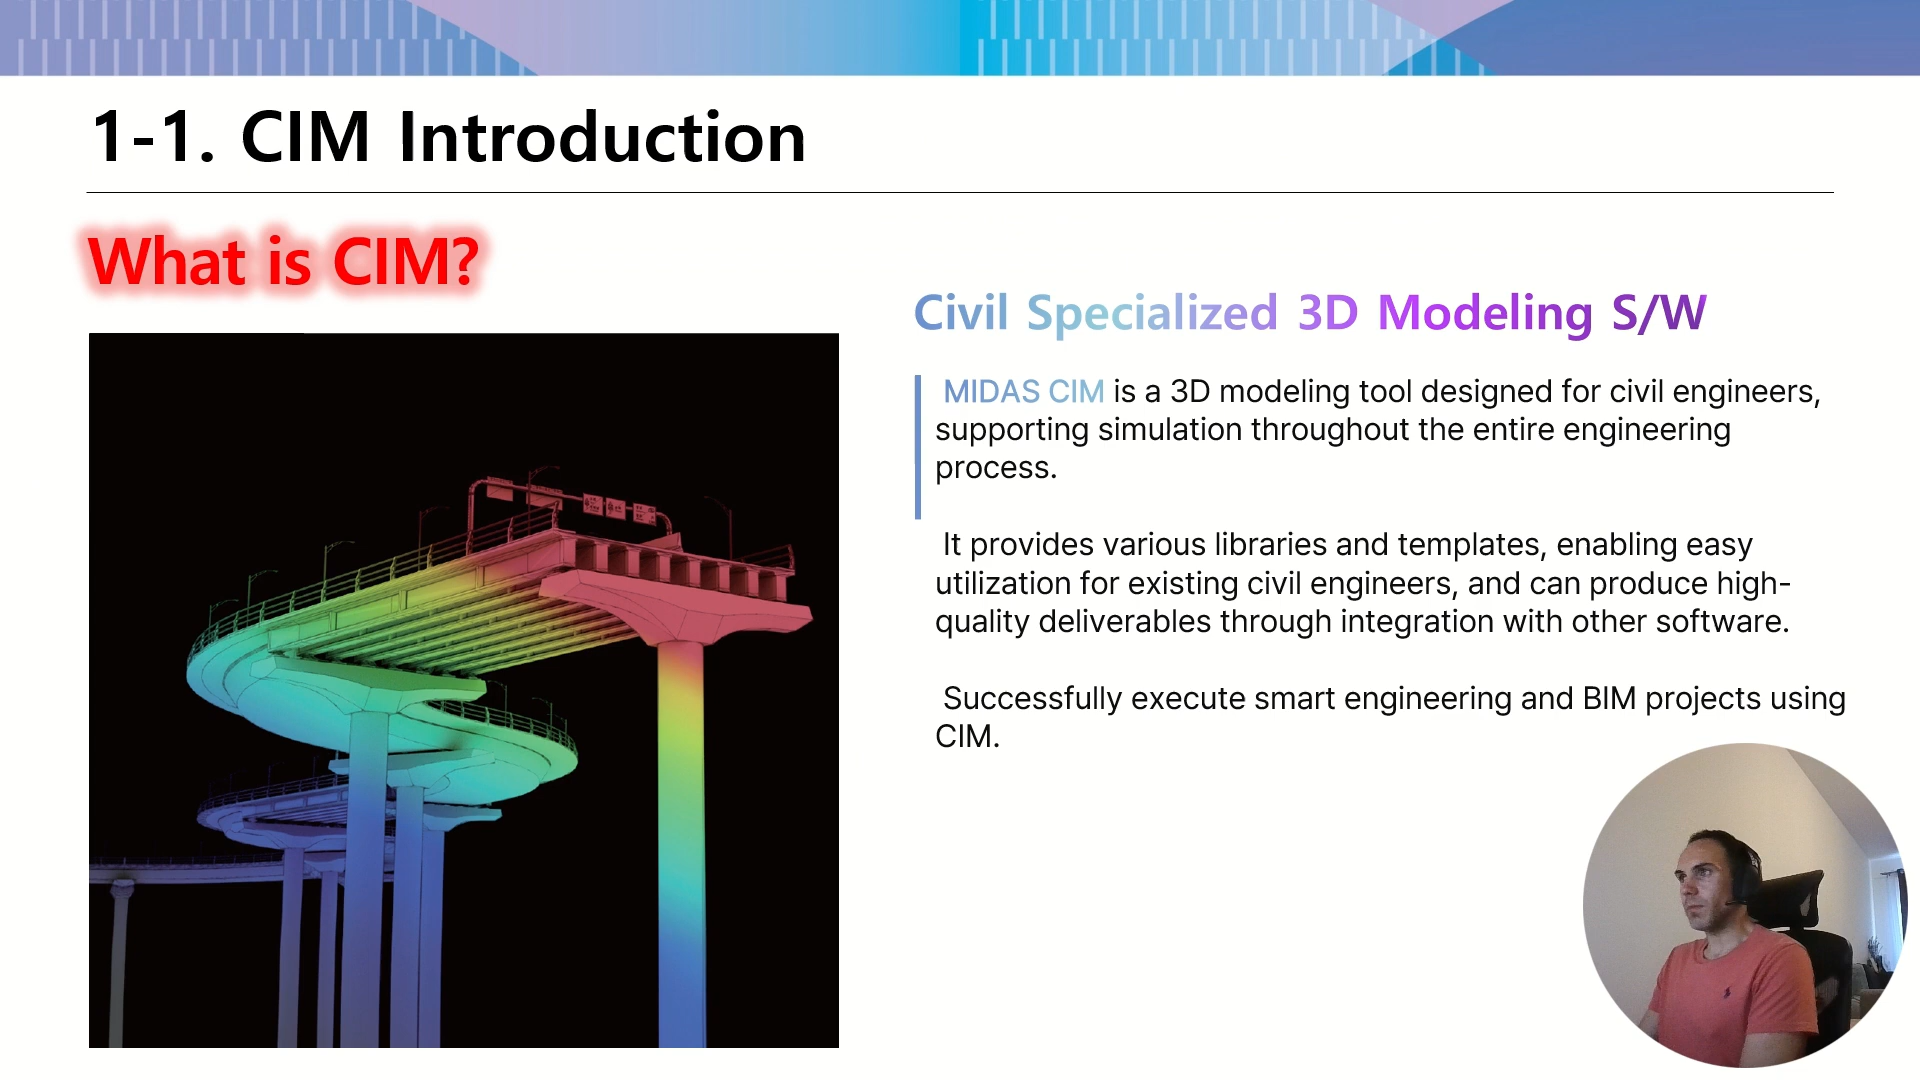 1-1. CIM Introduction
What is CIM?
Civil Specialized 3D Modeling S/W
MIDAS CIM is a 3D modeling tool designed for civil engineers,
supporting simulation throughout the entire engineering
process.
It provides various libraries and templates, enabling easy
utilization for existing civil engineers, and can produce high-
quality deliverables through integration with other software.
Successfully execute smart engineering and BIM projects using
CIM.